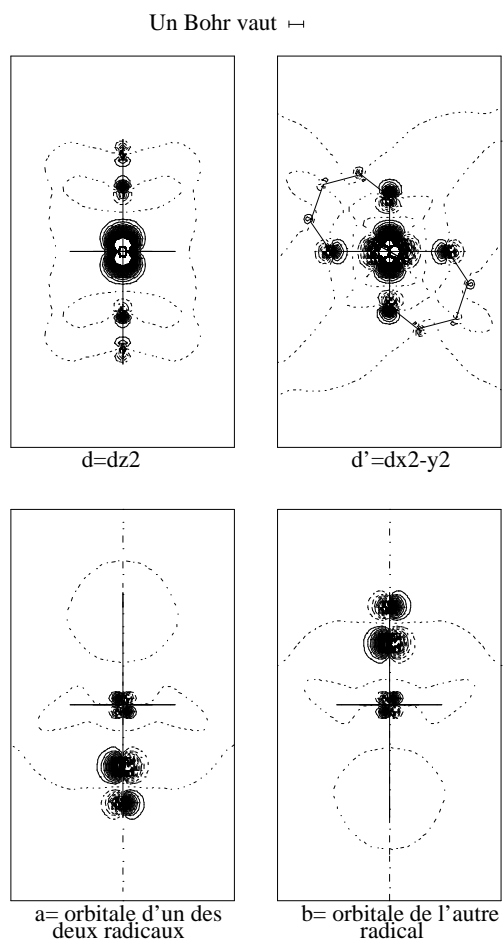 Un Bohr vaut
d=dz2
d'=dx2-y2
a= orbitale d'un des
deux radicaux
b= orbitale de l'autre
radical